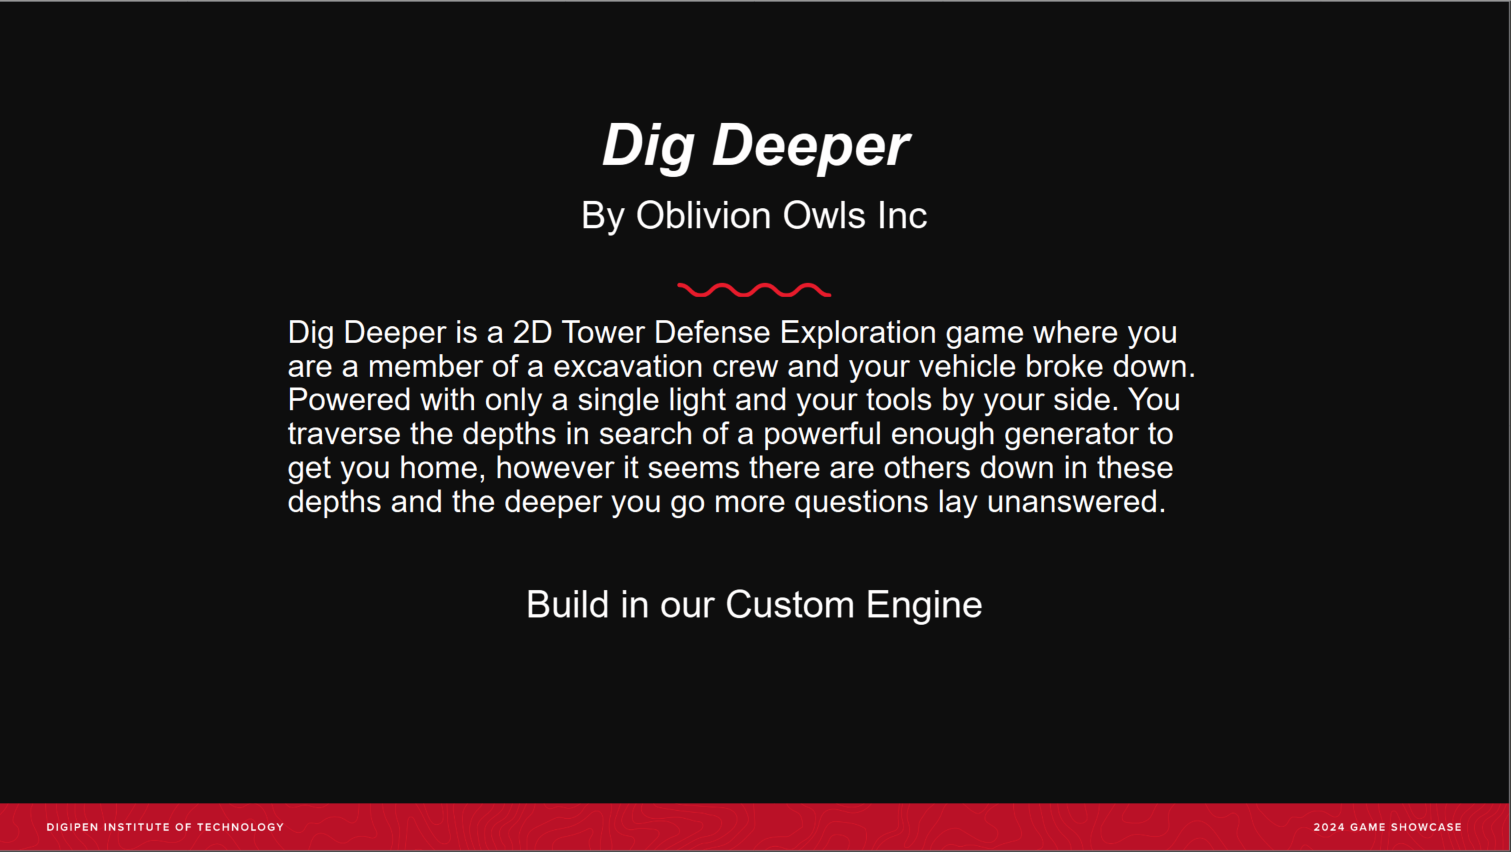 Dig Deeper
By Oblivion Owls Inc
Dig Deeper is a 2D Tower Defense Exploration game where you
are a member of a excavation crew and your vehicle broke down.
Powered with only a single light and your tools by your side. You
traverse the depths in search of a powerful enough generator to
get you home, however it seems there are others down in these
depths and the deeper you go more questions lay unanswered.
Build in our Custom Engine
DIGIPEN INSTITUTE OF TECHNOLOGY
2024 GAME SHOWCASE